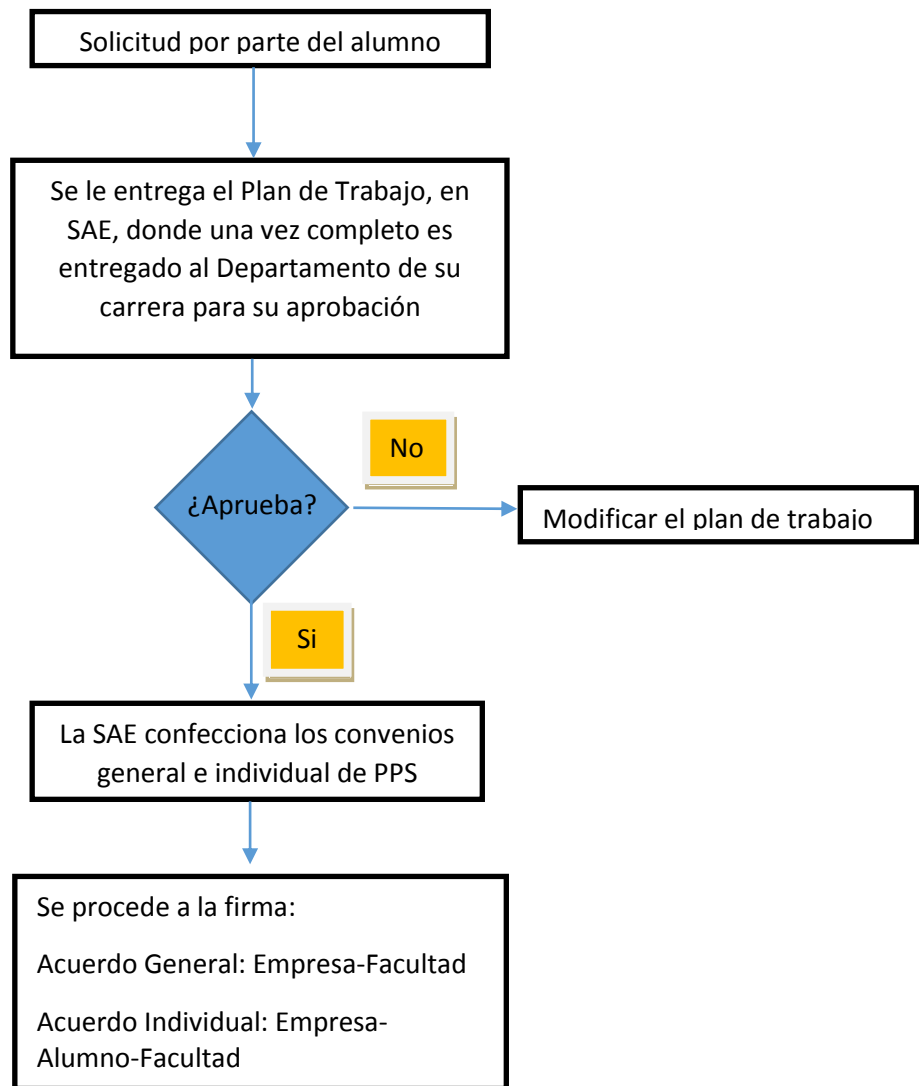 Solicitud por parte del alumno
Se le entrega el Plan de Trabajo, en
SAE, donde una vez completo es
entregado al Departamento de su
carrera para su aprobación
¿Aprueba?
No
Modificar el plan de trabajo
Si
La SAE confecciona los convenios
general e individual de PPS
Se procede a la firma:
Acuerdo General: Empresa-Facultad
Acuerdo Individual: Empresa-
Alumno-Facultad